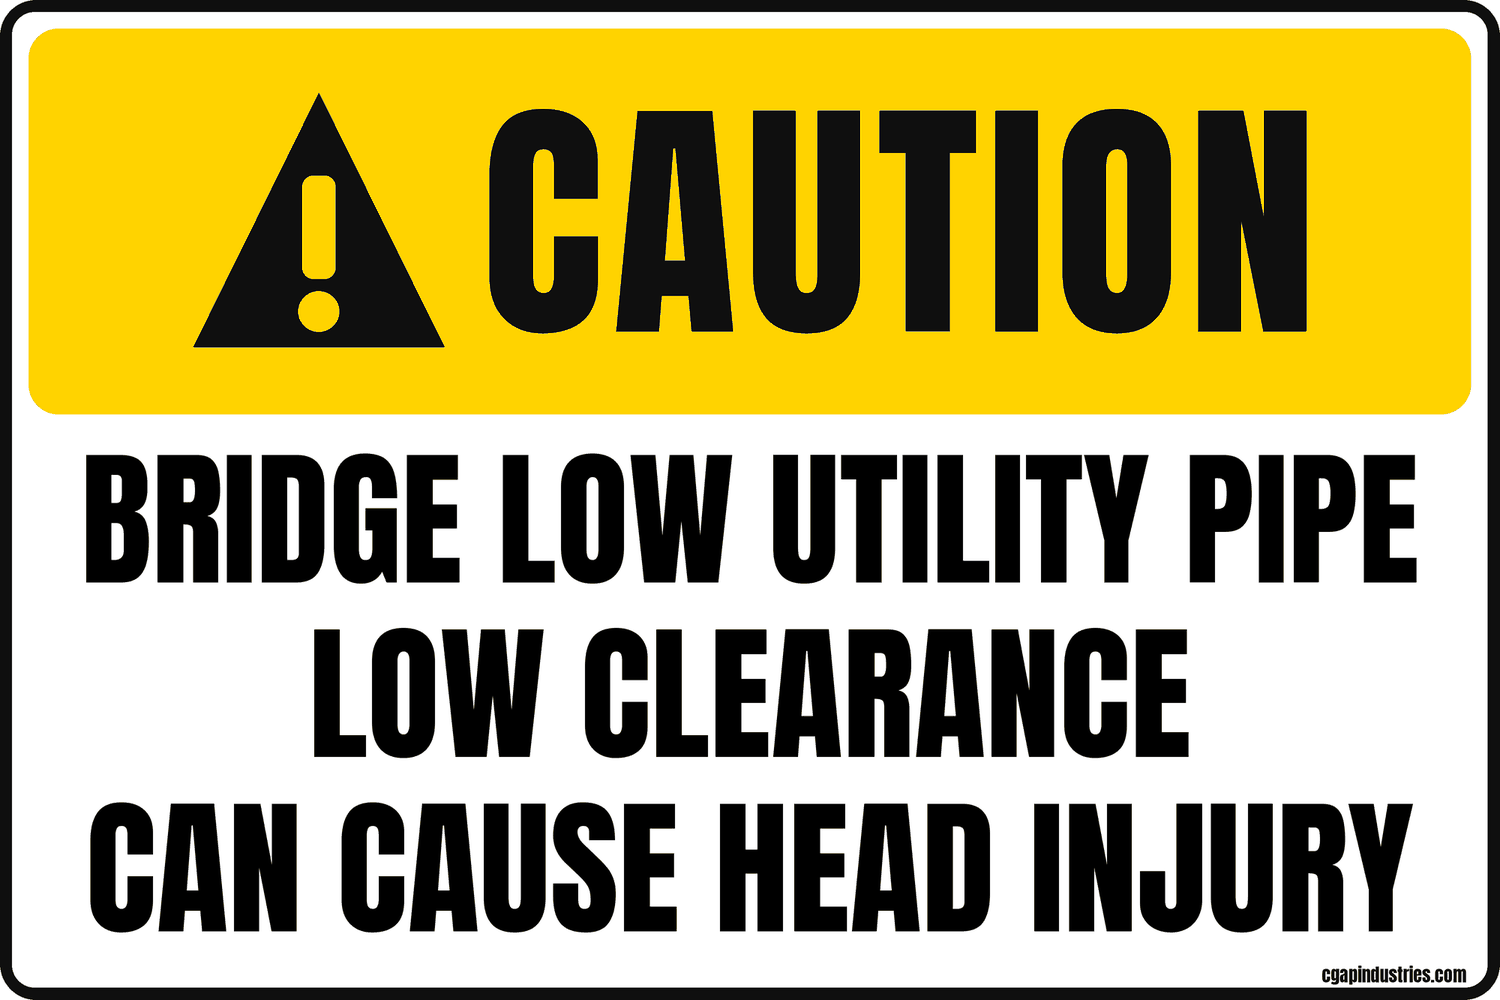 CAUTION
BRIDGE LOW UTILITY PIPE
LOW CLEARANCE
CAN CAUSE HEAD INJURY
cgapindustries.com